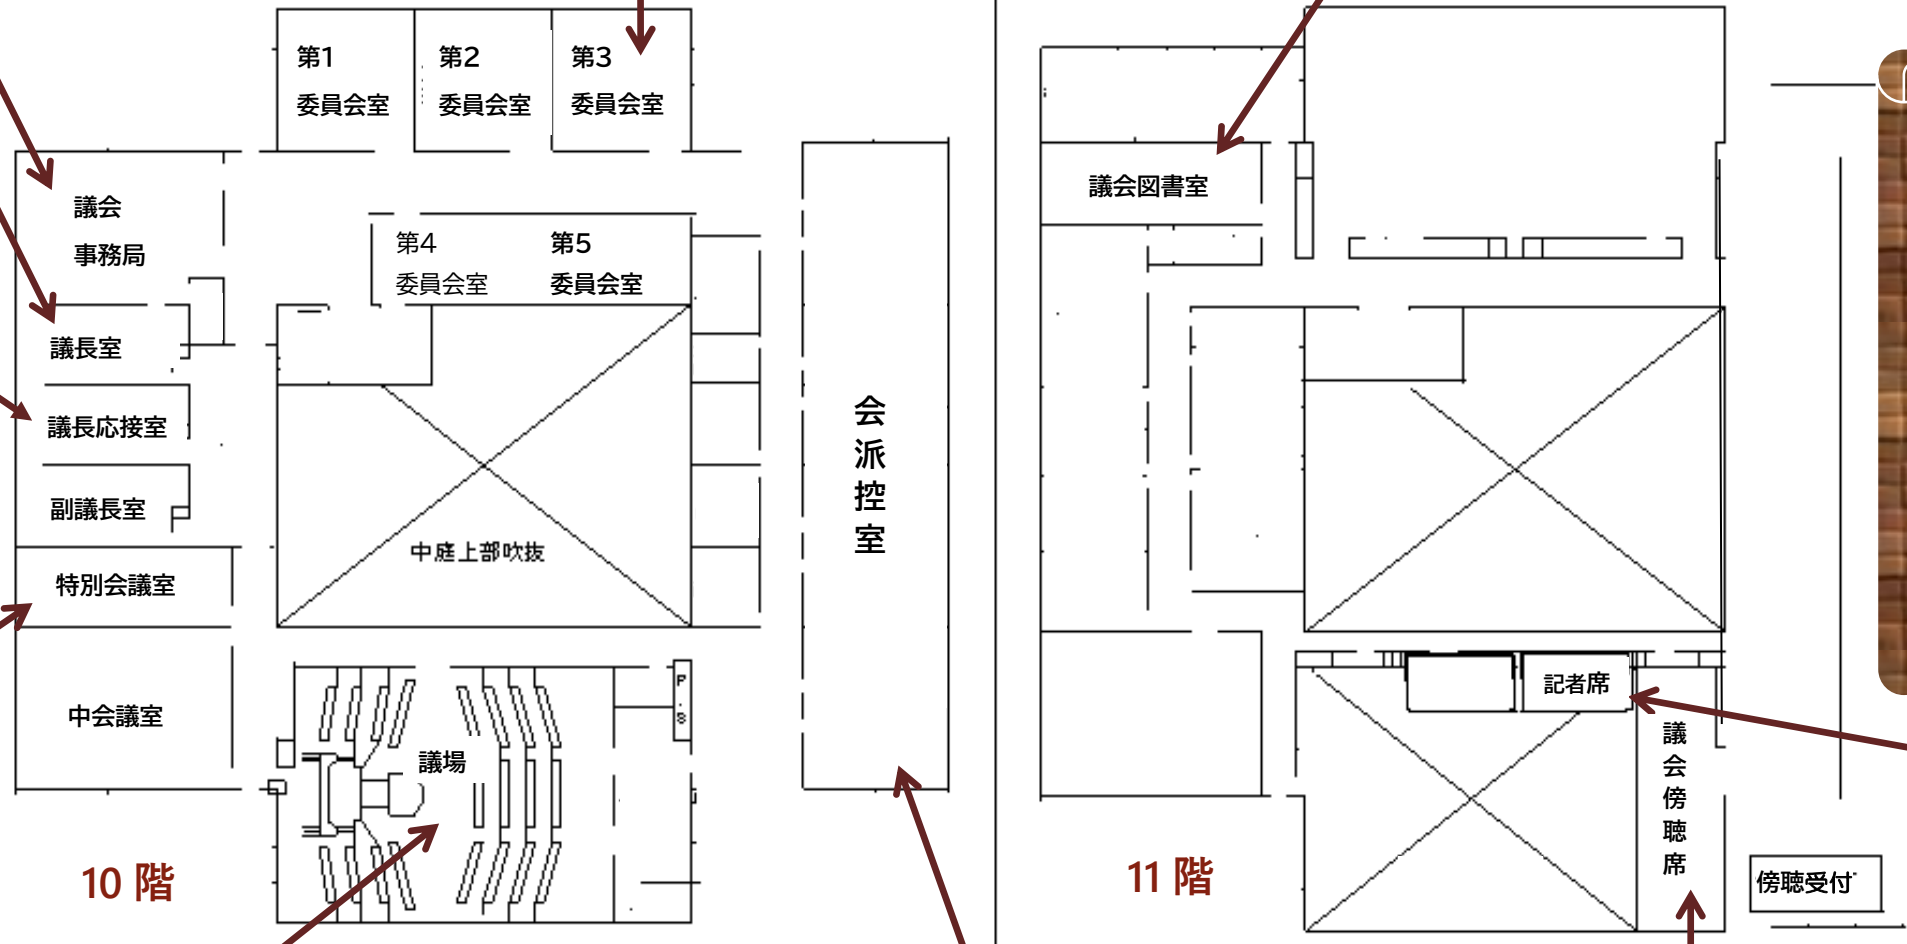 第1
委員会室
第2
委員会室
第3
委員会室
議会
事務局
第4
委員会室
第5
委員会室
議長室
議長応接室
副議長室
特別会議室
中会議室
中庭上部吹抜
会派控室
P.S
議場
10 階
議会図書室
記者席
議会傍聴席
11 階
傍聴受付